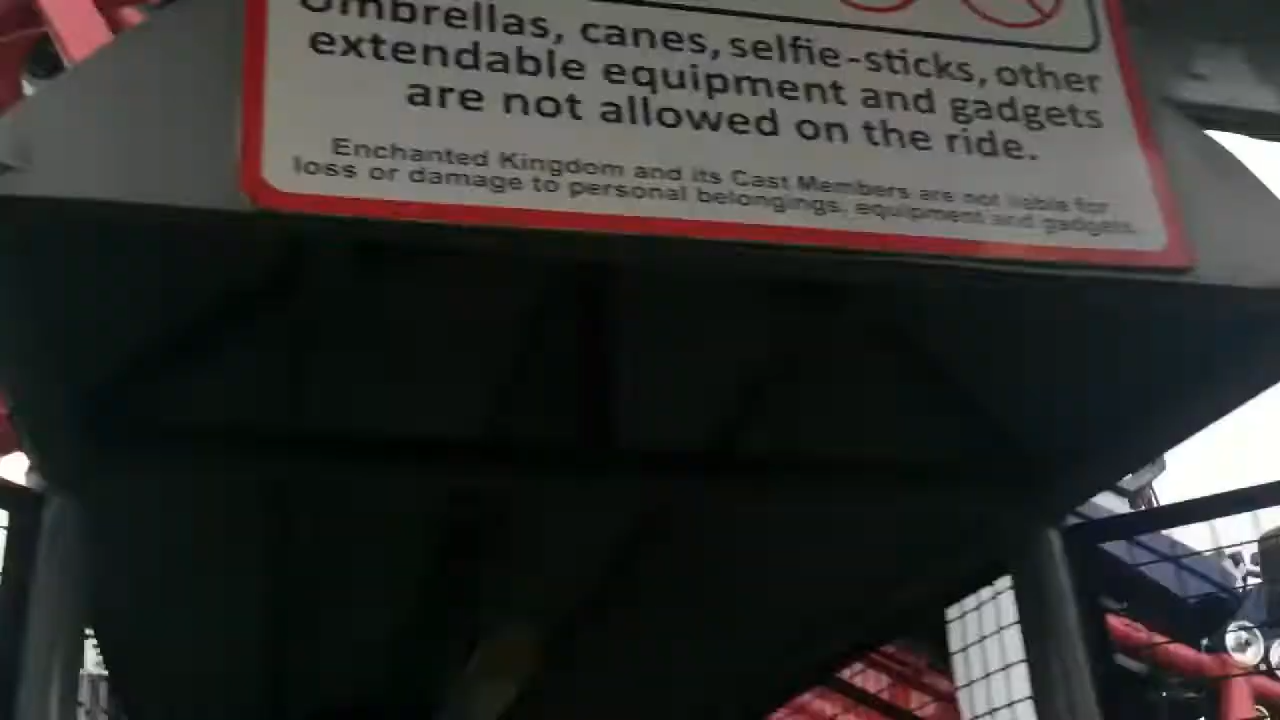 Umbrellas, canes, selfie-sticks, other
extendable equipment and gadgets
are not allowed on the ride.
Enchanted Kingdom and its Cast Members are not liable for
loss or damage to personal belongings, equipment and gadgets.